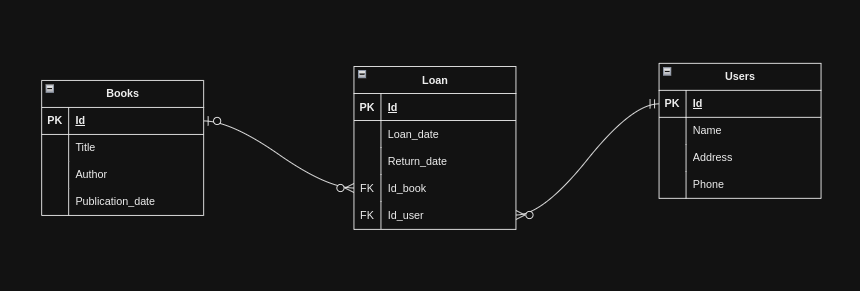 Books
PK Id
Title
Author
Publication_date
Loan
PK Id
Loan_date
Return_date
FK Id_book
FK Id_user
Users
PK Id
Name
Address
Phone